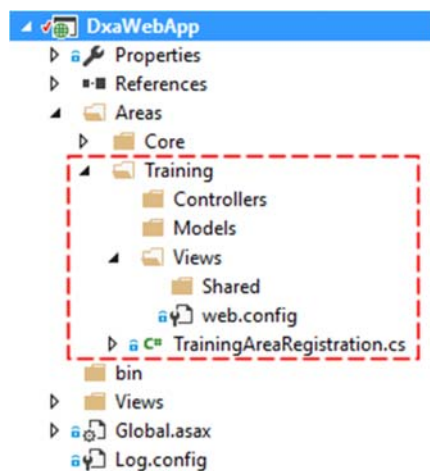 DxaWebApp
Properties
References
Areas
Core
Training
Controllers
Models
Views
Shared
web.config
C# TrainingAreaRegistration.cs
bin
Views
Global.asax
Log.config